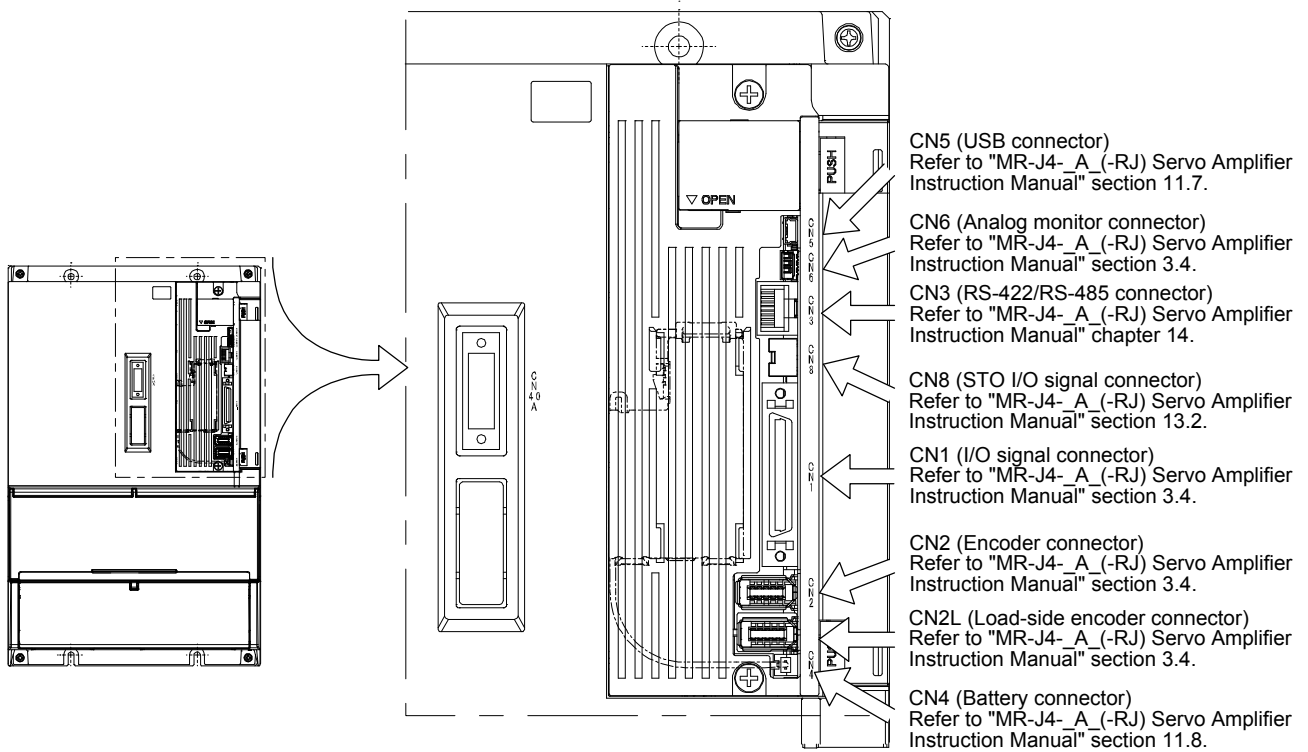 ▽ OPEN
PUSH
CN5
CN6
CN3
CN8
CN1
CN2
CN4
CN40A
CN5 (USB connector)
Refer to "MR-J4-_A_(-RJ) Servo Amplifier
Instruction Manual" section 11.7.
CN6 (Analog monitor connector)
Refer to "MR-J4-_A_(-RJ) Servo Amplifier
Instruction Manual" section 3.4.
CN3 (RS-422/RS-485 connector)
Refer to "MR-J4-_A_(-RJ) Servo Amplifier
Instruction Manual" chapter 14.
CN8 (STO I/O signal connector)
Refer to "MR-J4-_A_(-RJ) Servo Amplifier
Instruction Manual" section 13.2.
CN1 (I/O signal connector)
Refer to "MR-J4-_A_(-RJ) Servo Amplifier
Instruction Manual" section 3.4.
CN2 (Encoder connector)
Refer to "MR-J4-_A_(-RJ) Servo Amplifier
Instruction Manual" section 3.4.
CN2L (Load-side encoder connector)
Refer to "MR-J4-_A_(-RJ) Servo Amplifier
Instruction Manual" section 3.4.
CN4 (Battery connector)
Refer to "MR-J4-_A_(-RJ) Servo Amplifier
Instruction Manual" section 11.8.